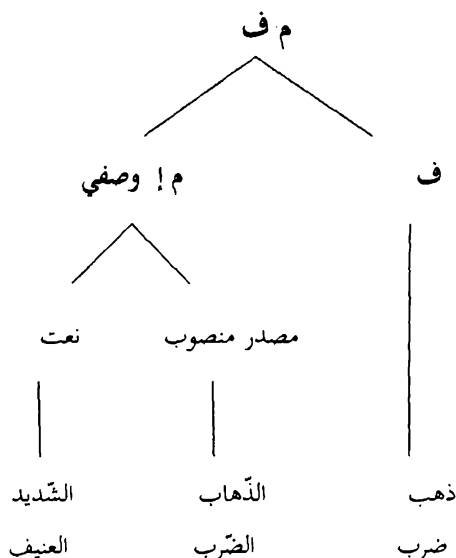 م ف
ف م إ وصفي
مصدر منصوب نعت
ذهب الذّهاب الشّديد
ضرب الضّرب العنيف